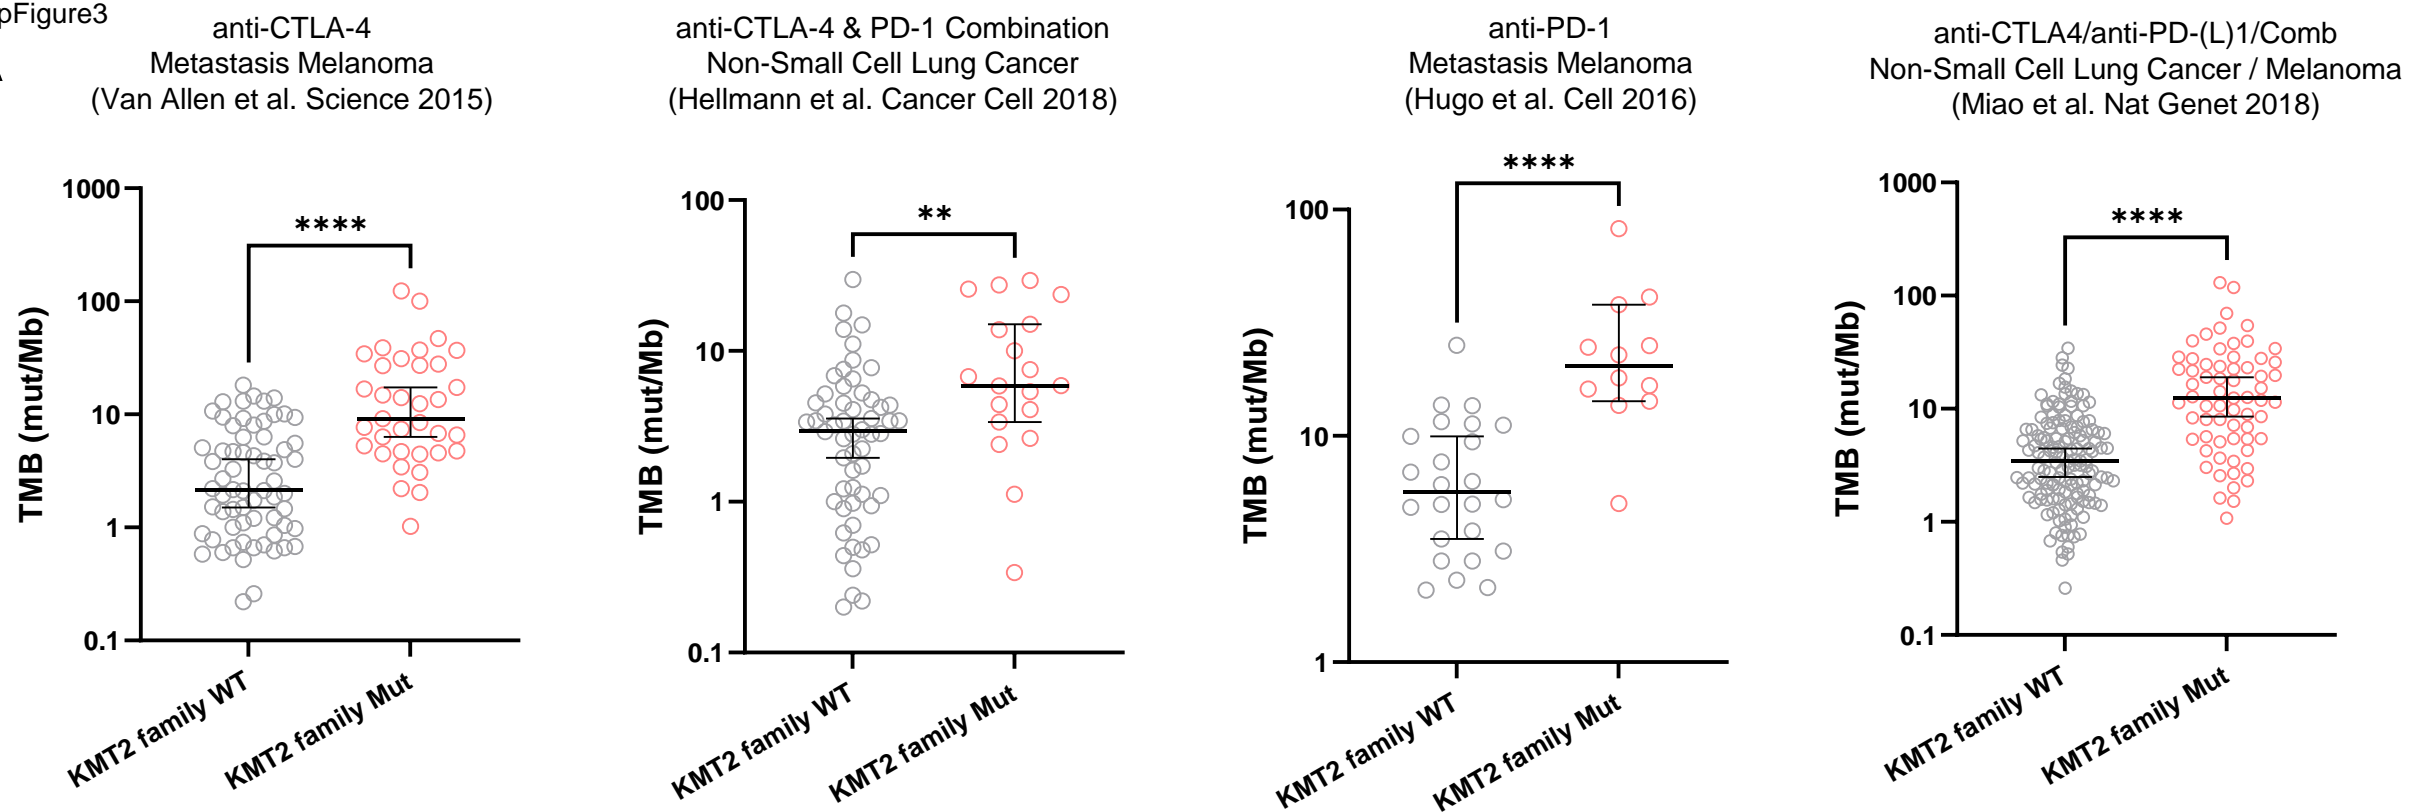 pFigure3
anti-CTLA-4
Metastasis Melanoma
(Van Allen et al. Science 2015)
****
1000
100
10
1
0.1
TMB (mut/Mb)
KMT2 family WT
KMT2 family Mut
anti-CTLA-4 & PD-1 Combination
Non-Small Cell Lung Cancer
(Hellmann et al. Cancer Cell 2018)
**
100
10
1
0.1
TMB (mut/Mb)
KMT2 family WT
KMT2 family Mut
anti-PD-1
Metastasis Melanoma
(Hugo et al. Cell 2016)
****
100
10
1
TMB (mut/Mb)
KMT2 family WT
KMT2 family Mut
anti-CTLA4/anti-PD-(L)1/Comb
Non-Small Cell Lung Cancer / Melanoma
(Miao et al. Nat Genet 2018)
****
1000
100
10
1
0.1
TMB (mut/Mb)
KMT2 family WT
KMT2 family Mut